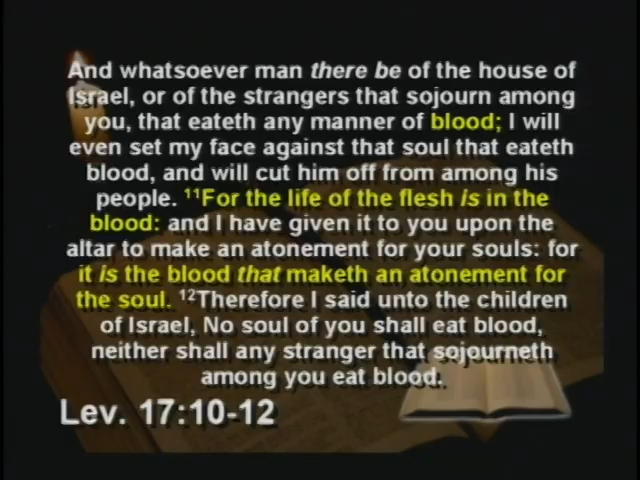 And whatsoever man there be of the house of
Israel, or of the strangers that sojourn among
you, that eateth any manner of blood; I will
even set my face against that soul that eateth
blood, and will cut him off from among his
people. ¹¹For the life of the flesh is in the
blood: and I have given it to you upon the
altar to make an atonement for your souls: for
it is the blood that maketh an atonement for
the soul. ¹²Therefore I said unto the children
of Israel, No soul of you shall eat blood,
neither shall any stranger that sojourneth
among you eat blood.
Lev. 17:10-12